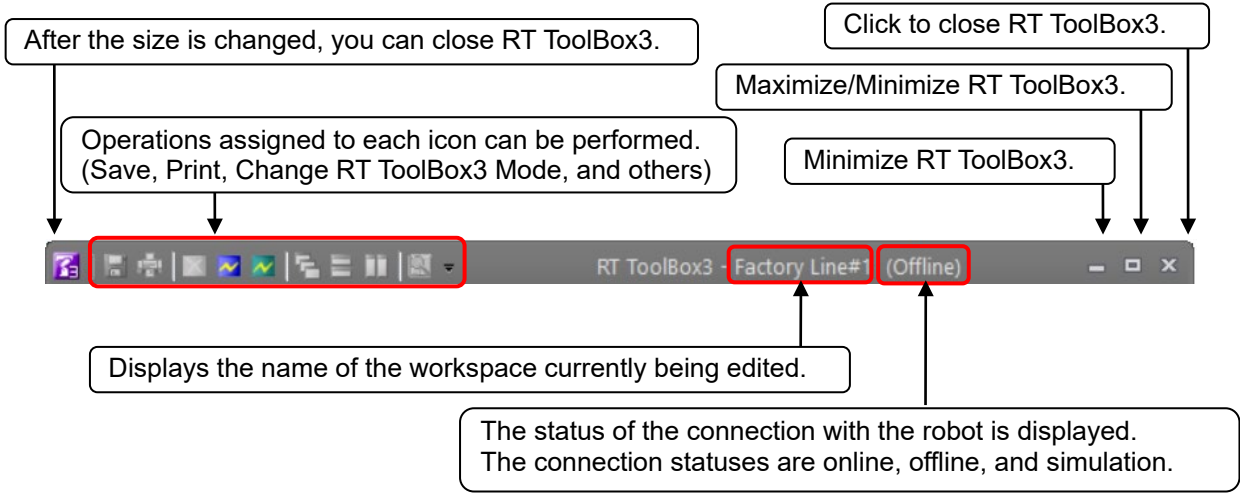 After the size is changed, you can close RT ToolBox3.
Click to close RT ToolBox3.
Maximize/Minimize RT ToolBox3.
Operations assigned to each icon can be performed.
(Save, Print, Change RT ToolBox3 Mode, and others)
Minimize RT ToolBox3.
RT ToolBox3 - Factory Line#1 (Offline)
Displays the name of the workspace currently being edited.
The status of the connection with the robot is displayed.
The connection statuses are online, offline, and simulation.